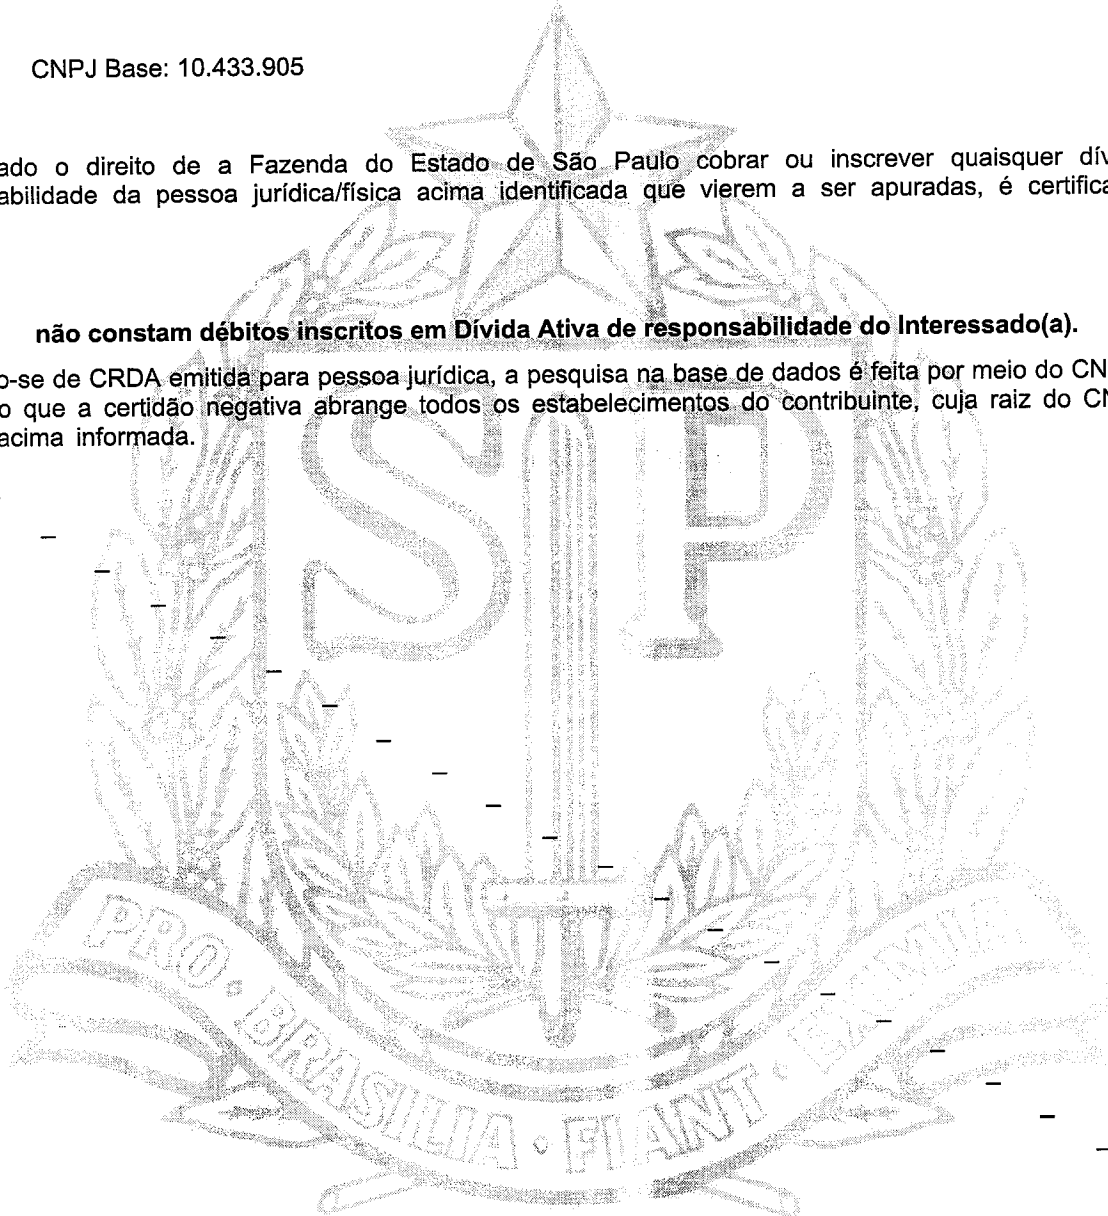 CNPJ Base: 10.433.905
ado o direito de a Fazenda do Estado de São Paulo cobrar ou inscrever quaisquer dív
abilidade da pessoa jurídica/física acima identificada que vierem a ser apuradas, é certifica
não constam débitos inscritos em Dívida Ativa de responsabilidade do Interessado(a).
o-se de CRDA emitida para pessoa jurídica, a pesquisa na base de dados é feita por meio do CN
o que a certidão negativa abrange todos os estabelecimentos do contribuinte, cuja raiz do CN
acima informada.
SP
PRO · BRASILIA · FIANT · EXIMIA